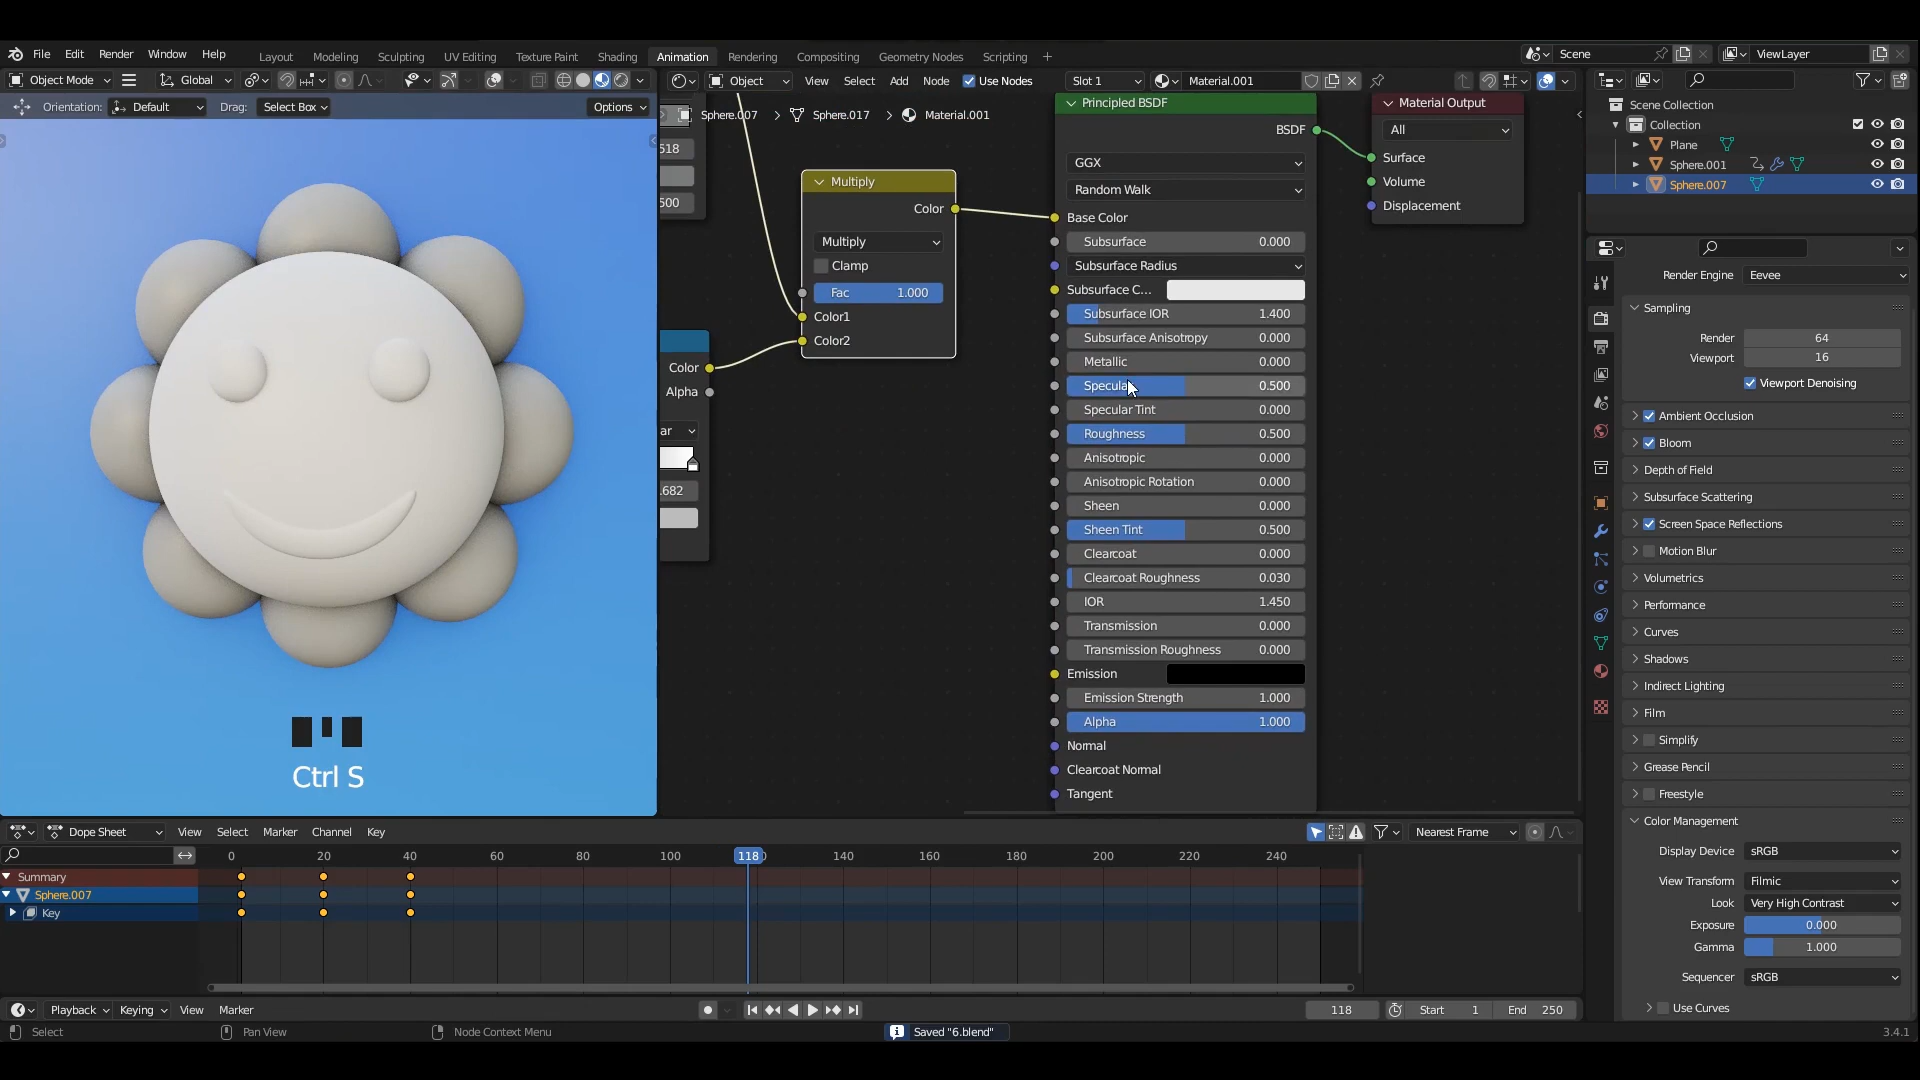 File Edit Render Window Help Layout Modeling Sculpting UV Editing Texture Paint Shading Animation Rendering Compositing Geometry Nodes Scripting + Scene ViewLayer
Object Mode Global Object View Select Add Node Use Nodes Slot 1 Material.001
Orientation: Default Drag: Select Box Options
Sphere.007 > Sphere.017 > Material.001
518
500
Multiply
Color
Multiply
Clamp
Fac 1.000
Color1
Color2
Color
Alpha
ar
.682
Principled BSDF
BSDF
GGX
Random Walk
Base Color
Subsurface 0.000
Subsurface Radius
Subsurface C...
Subsurface IOR 1.400
Subsurface Anisotropy 0.000
Metallic 0.000
Specula 0.500
Specular Tint 0.000
Roughness 0.500
Anisotropic 0.000
Anisotropic Rotation 0.000
Sheen 0.000
Sheen Tint 0.500
Clearcoat 0.000
Clearcoat Roughness 0.030
IOR 1.450
Transmission 0.000
Transmission Roughness 0.000
Emission
Emission Strength 1.000
Alpha 1.000
Normal
Clearcoat Normal
Tangent
Material Output
All
Surface
Volume
Displacement
Scene Collection
Collection
Plane
Sphere.001
Sphere.007
Render Engine Eevee
Sampling
Render 64
Viewport 16
Viewport Denoising
Ambient Occlusion
Bloom
Depth of Field
Subsurface Scattering
Screen Space Reflections
Motion Blur
Volumetrics
Performance
Curves
Shadows
Indirect Lighting
Film
Simplify
Grease Pencil
Freestyle
Color Management
Display Device sRGB
View Transform Filmic
Look Very High Contrast
Exposure 0.000
Gamma 1.000
Sequencer sRGB
Use Curves
Ctrl S
Dope Sheet View Select Marker Channel Key Nearest Frame
0 20 40 60 80 100 118 140 160 180 200 220 240
Summary
Sphere.007
Key
Playback Keying View Marker 118 Start 1 End 250
Select Pan View Node Context Menu Saved "6.blend" 3.4.1